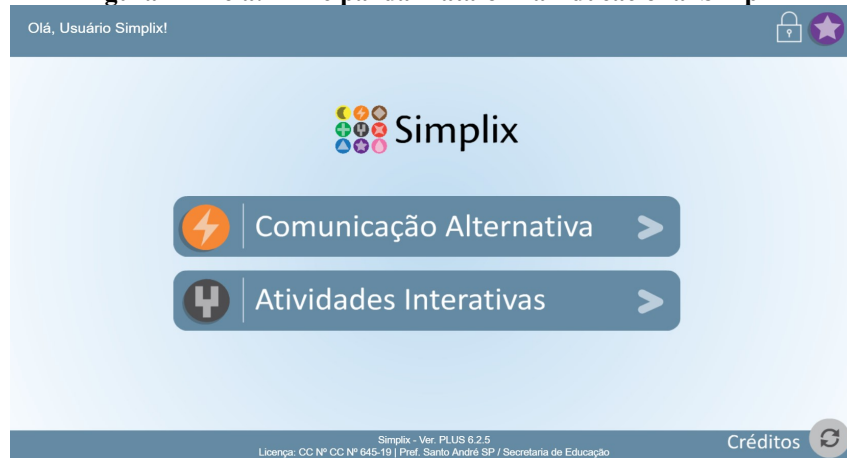 Olá, Usuário Simplix!
Simplix
Comunicação Alternativa
Atividades Interativas
Simplix - Ver. PLUS 6.2.5
Licença: CC Nº CC Nº 645-19 | Pref. Santo André SP / Secretaria de Educação
Créditos